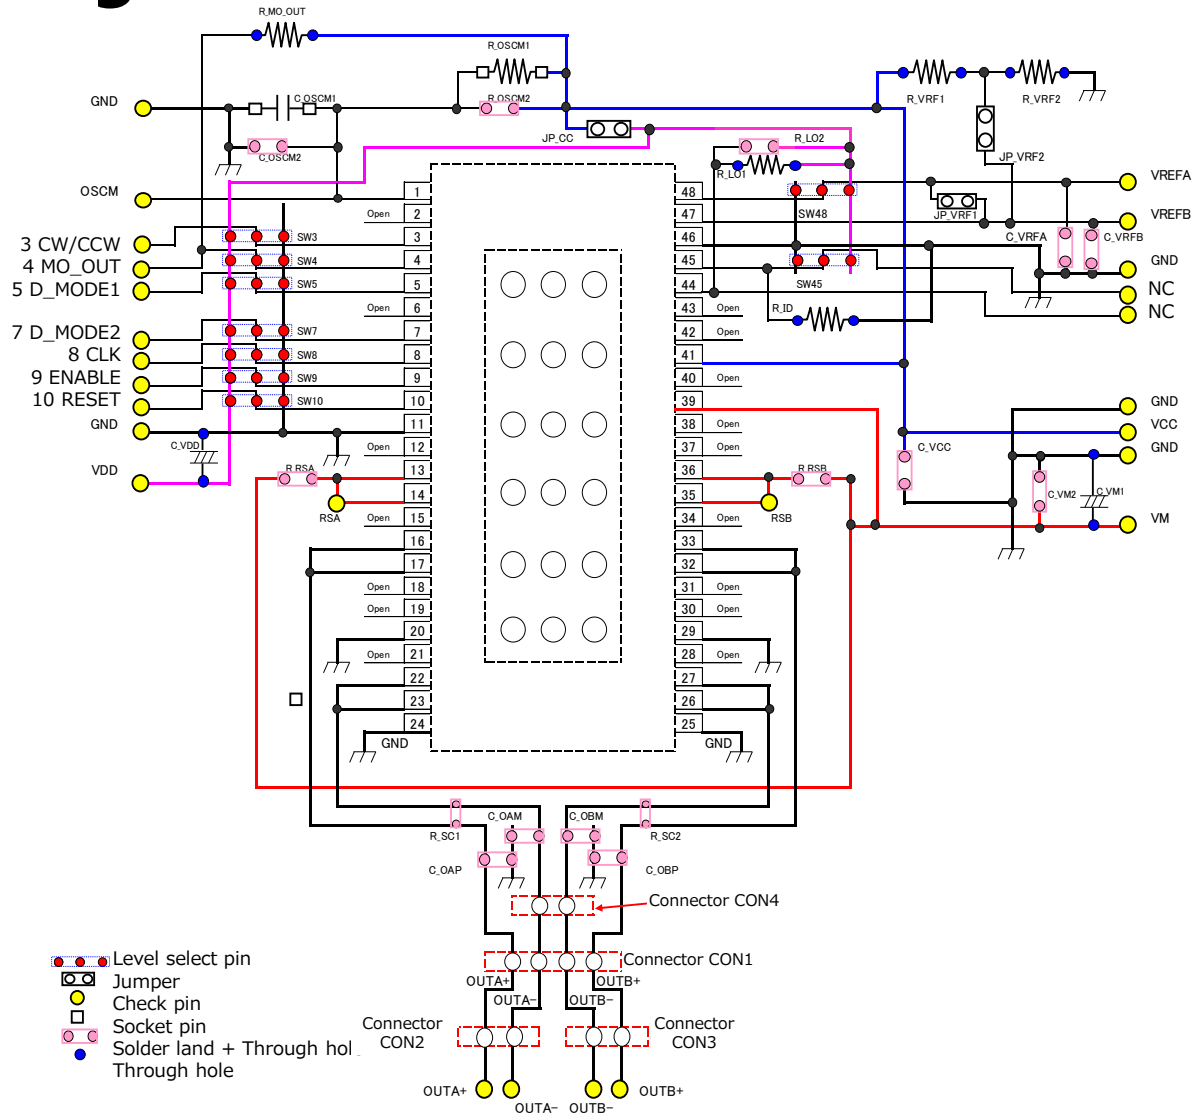 R_MO_OUT
R_OSCM1
GND
C_OSCM1
R_OSCM2
R_VRF1
R_VRF2
JP_CC
R_LO2
C_OSCM2
JP_VRF2
R_LO1
OSCM
1
48
VREFA
Open
2
47
SW48
JP_VRF1
VREFB
3 CW/CCW
SW3
3
46
C_VRFA
C_VRFB
4 MO_OUT
SW4
4
45
GND
5 D_MODE1
SW5
5
44
SW45
NC
Open
6
43
Open
R_ID
NC
7 D_MODE2
SW7
7
42
Open
8 CLK
SW8
8
41
9 ENABLE
SW9
9
40
Open
10 RESET
SW10
10
39
GND
GND
11
38
Open
VCC
C_VDD
Open
12
37
Open
C_VCC
GND
VDD
R_RSA
13
36
R_RSB
14
35
C_VM2
C_VM1
RSA
RSB
Open
15
34
Open
VM
16
33
17
32
Open
18
31
Open
Open
19
30
Open
20
29
Open
21
28
Open
22
27
23
26
24
25
GND
GND
C_OAM
C_OBM
R_SC1
R_SC2
C_OAP
C_OBP
Connector CON4
Level select pin
Connector CON1
Jumper
OUTA+
OUTB+
Check pin
OUTA-
OUTB-
Socket pin
Connector
CON2
Connector
CON3
Solder land + Through hol
Through hole
OUTA+
OUTB+
OUTA-
OUTB-